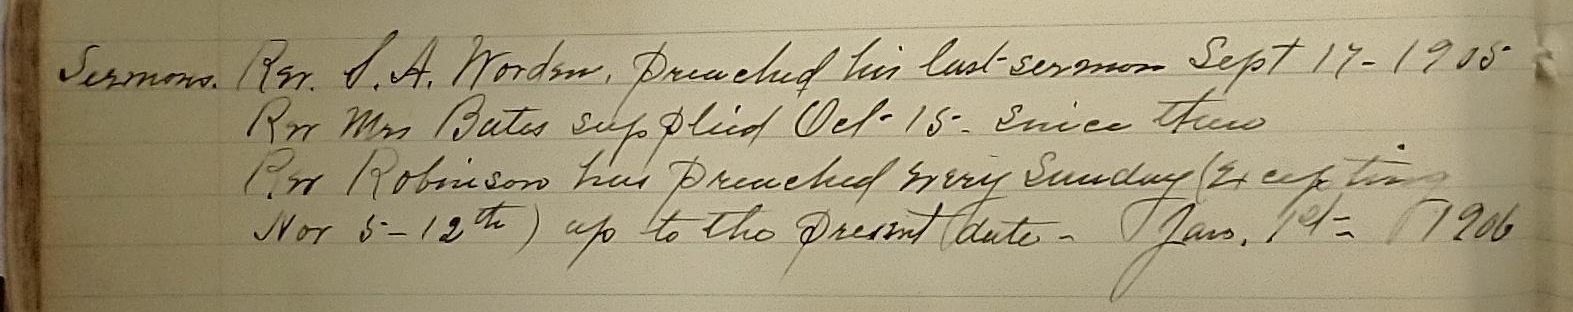 Sermons. Rev. S. A. Worden, preached his last sermon Sept 17 - 1905
Rev Mrs Bates supplied Oct - 15 - Since then
Rev Robinson has preached every Sunday (Excepting
Nov 5 - 12th) up to the present date - Jan. 1st - 1906